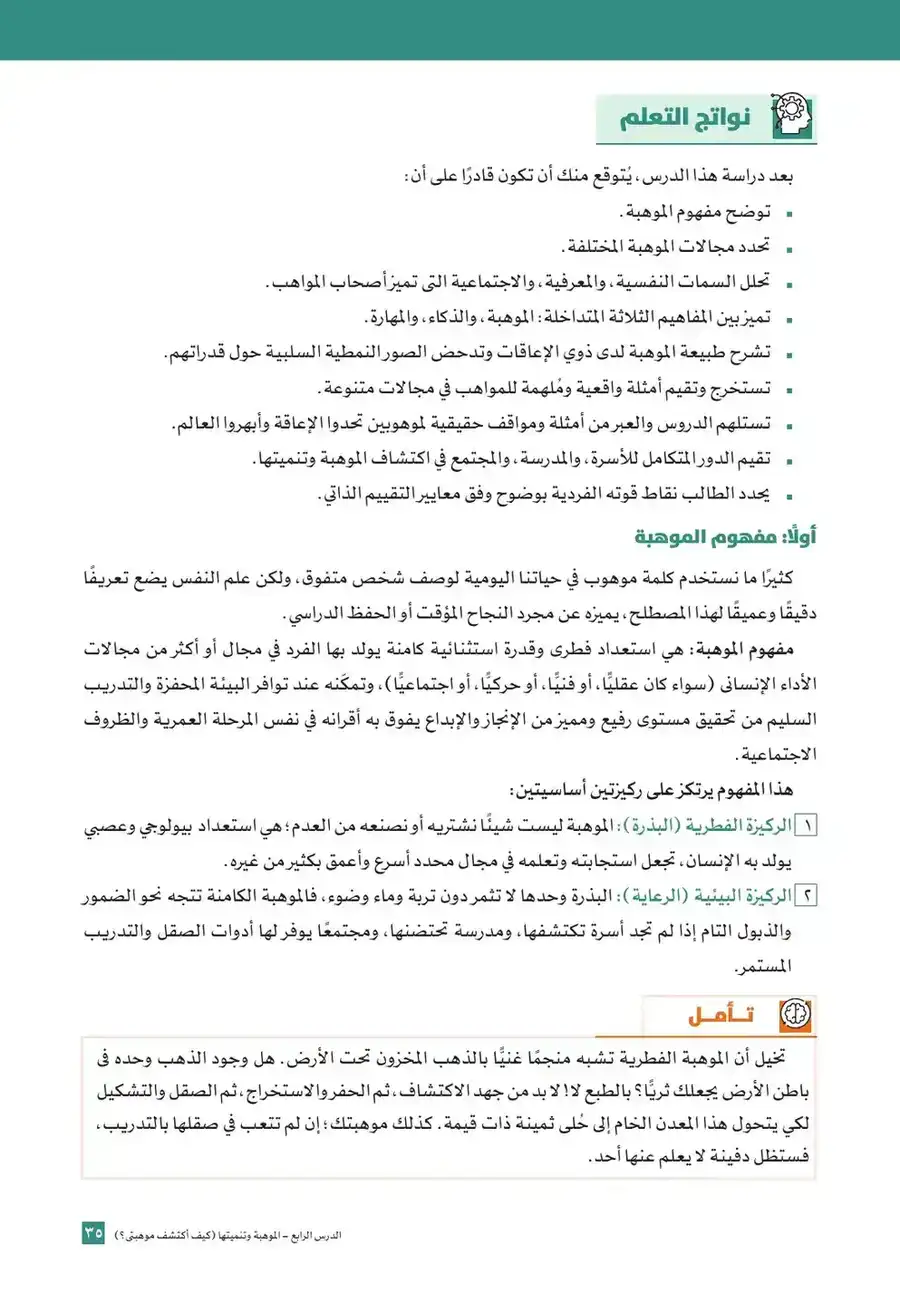 نواتج التعلم
بعد دراسة هذا الدرس، يُتوقع منك أن تكون قادرًا على أن:
▪ توضح مفهوم الموهبة.
▪ تحدد مجالات الموهبة المختلفة.
▪ تحلل السمات النفسية، والمعرفية، والاجتماعية التى تميز أصحاب المواهب.
▪ تميز بين المفاهيم الثلاثة المتداخلة: الموهبة، والذكاء، والمهارة.
▪ تشرح طبيعة الموهبة لدى ذوي الإعاقات وتدحض الصور النمطية السلبية حول قدراتهم.
▪ تستخرج وتقيم أمثلة واقعية ومُلهمة للمواهب في مجالات متنوعة.
▪ تستلهم الدروس والعبر من أمثلة ومواقف حقيقية لموهوبين تحدوا الإعاقة وأبهروا العالم.
▪ تقيم الدور المتكامل للأسرة، والمدرسة، والمجتمع في اكتشاف الموهبة وتنميتها.
▪ يحدد الطالب نقاط قوته الفردية بوضوح وفق معايير التقييم الذاتي.
أولًا: مفهوم الموهبة
كثيرًا ما نستخدم كلمة موهوب في حياتنا اليومية لوصف شخص متفوق، ولكن علم النفس يضع تعريفًا
دقيقًا وعميقًا لهذا المصطلح، يميزه عن مجرد النجاح المؤقت أو الحفظ الدراسي.
مفهوم الموهبة: هي استعداد فطرى وقدرة استثنائية كامنة يولد بها الفرد في مجال أو أكثر من مجالات
الأداء الإنسانى (سواء كان عقليًّا، أو فنيًّا، أو حركيًّا، أو اجتماعيًّا)، وتمكَنه عند توافر البيئة المحفزة والتدريب
السليم من تحقيق مستوى رفيع ومميز من الإنجاز والإبداع يفوق به أقرانه في نفس المرحلة العمرية والظروف
الاجتماعية.
هذا المفهوم يرتكز على ركيزتين أساسيتين:
١ الركيزة الفطرية (البذرة): الموهبة ليست شيئًا نشتريه أو نصنعه من العدم؛ هي استعداد بيولوجي وعصبي
يولد به الإنسان، تجعل استجابته وتعلمه في مجال محدد أسرع وأعمق بكثير من غيره.
٢ الركيزة البيئية (الرعاية): البذرة وحدها لا تثمر دون تربة وماء وضوء، فالموهبة الكامنة تتجه نحو الضمور
والذبول التام إذا لم تجد أسرة تكتشفها، ومدرسة تحتضنها، ومجتمعًا يوفر لها أدوات الصقل والتدريب
المستمر.
تــأمــل
تخيل أن الموهبة الفطرية تشبه منجمًا غنيًّا بالذهب المخزون تحت الأرض. هل وجود الذهب وحده فى
باطن الأرض يجعلك ثريًّا؟ بالطبع لا! لا بد من جهد الاكتشاف، ثم الحفر والاستخراج، ثم الصقل والتشكيل
لكي يتحول هذا المعدن الخام إلى حُلى ثمينة ذات قيمة. كذلك موهبتك؛ إن لم تتعب في صقلها بالتدريب،
فستظل دفينة لا يعلم عنها أحد.
الدرس الرابع – الموهبة وتنميتها (كيف أكتشف موهبتى؟) ٣٥